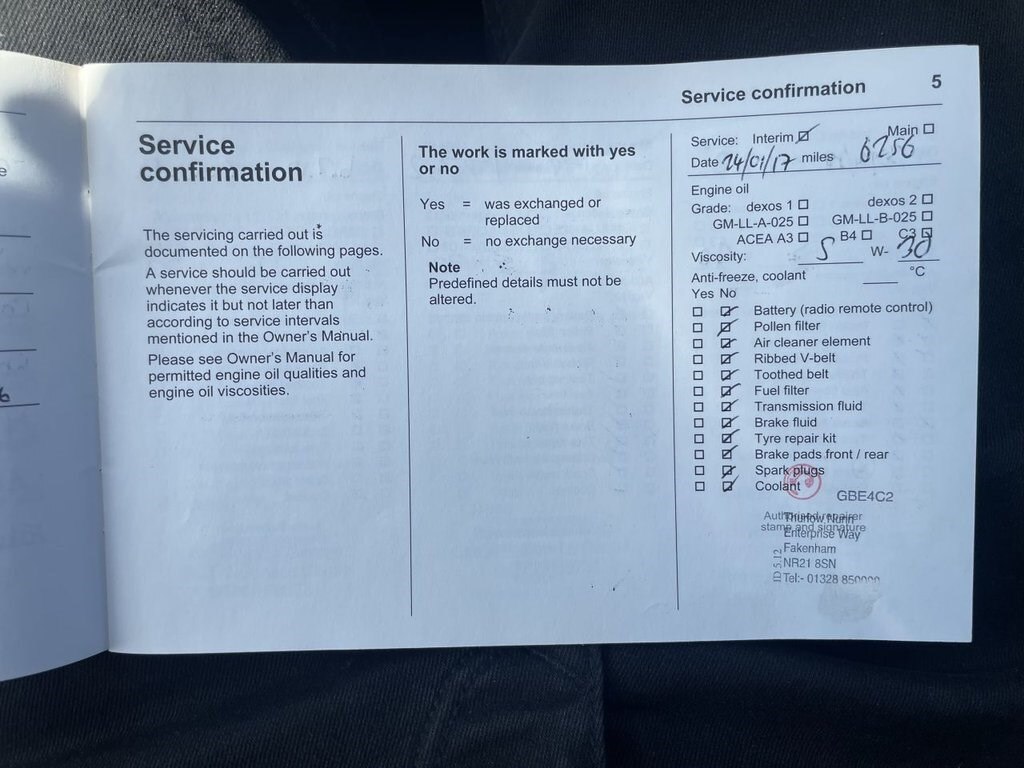 Service confirmation 5
Service
confirmation
The servicing carried out is
documented on the following pages.
A service should be carried out
whenever the service display
indicates it but not later than
according to service intervals
mentioned in the Owner's Manual.
Please see Owner's Manual for
permitted engine oil qualities and
engine oil viscosities.
The work is marked with yes
or no
Yes = was exchanged or
replaced
No = no exchange necessary
Note
Predefined details must not be
altered.
Service: Interim Main
Date 24/01/17 miles 6256
Engine oil
Grade: dexos 1 dexos 2
GM-LL-A-025 GM-LL-B-025
ACEA A3 B4 C3
Viscosity: 5 W- 30
Anti-freeze, coolant °C
Yes No
Battery (radio remote control)
Pollen filter
Air cleaner element
Ribbed V-belt
Toothed belt
Fuel filter
Transmission fluid
Brake fluid
Tyre repair kit
Brake pads front / rear
Spark plugs
Coolant
GBE4C2
Authorised repairer
stamp and signature
Thurlow Nunn
Enterprise Way
Fakenham
NR21 8SN
Tel:- 01328